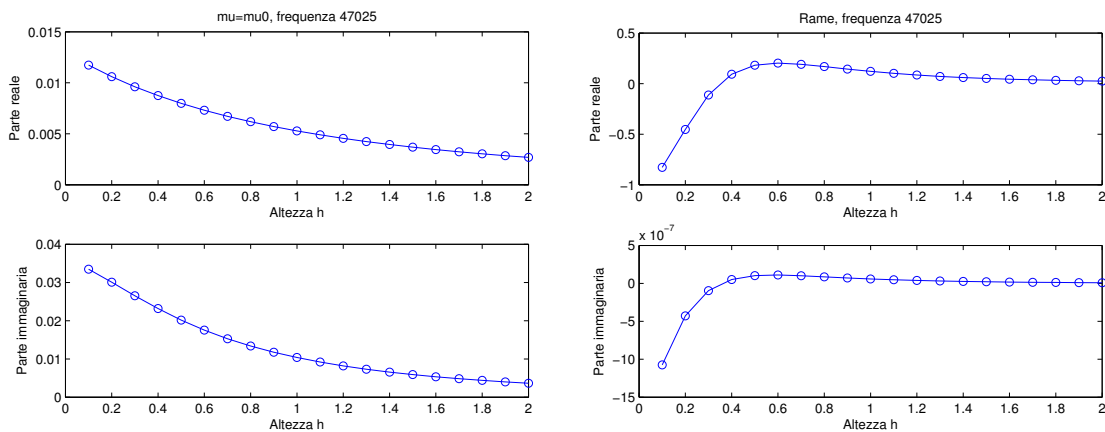 mu=mu0, frequenza 47025
Parte reale
0.015
0.01
0.005
0
0 0.2 0.4 0.6 0.8 1 1.2 1.4 1.6 1.8 2
Altezza h
Rame, frequenza 47025
Parte reale
0.5
0
−0.5
−1
0 0.2 0.4 0.6 0.8 1 1.2 1.4 1.6 1.8 2
Altezza h
Parte immaginaria
0.04
0.03
0.02
0.01
0
0 0.2 0.4 0.6 0.8 1 1.2 1.4 1.6 1.8 2
Altezza h
x 10⁻⁷
Parte immaginaria
5
0
−5
−10
−15
0 0.2 0.4 0.6 0.8 1 1.2 1.4 1.6 1.8 2
Altezza h